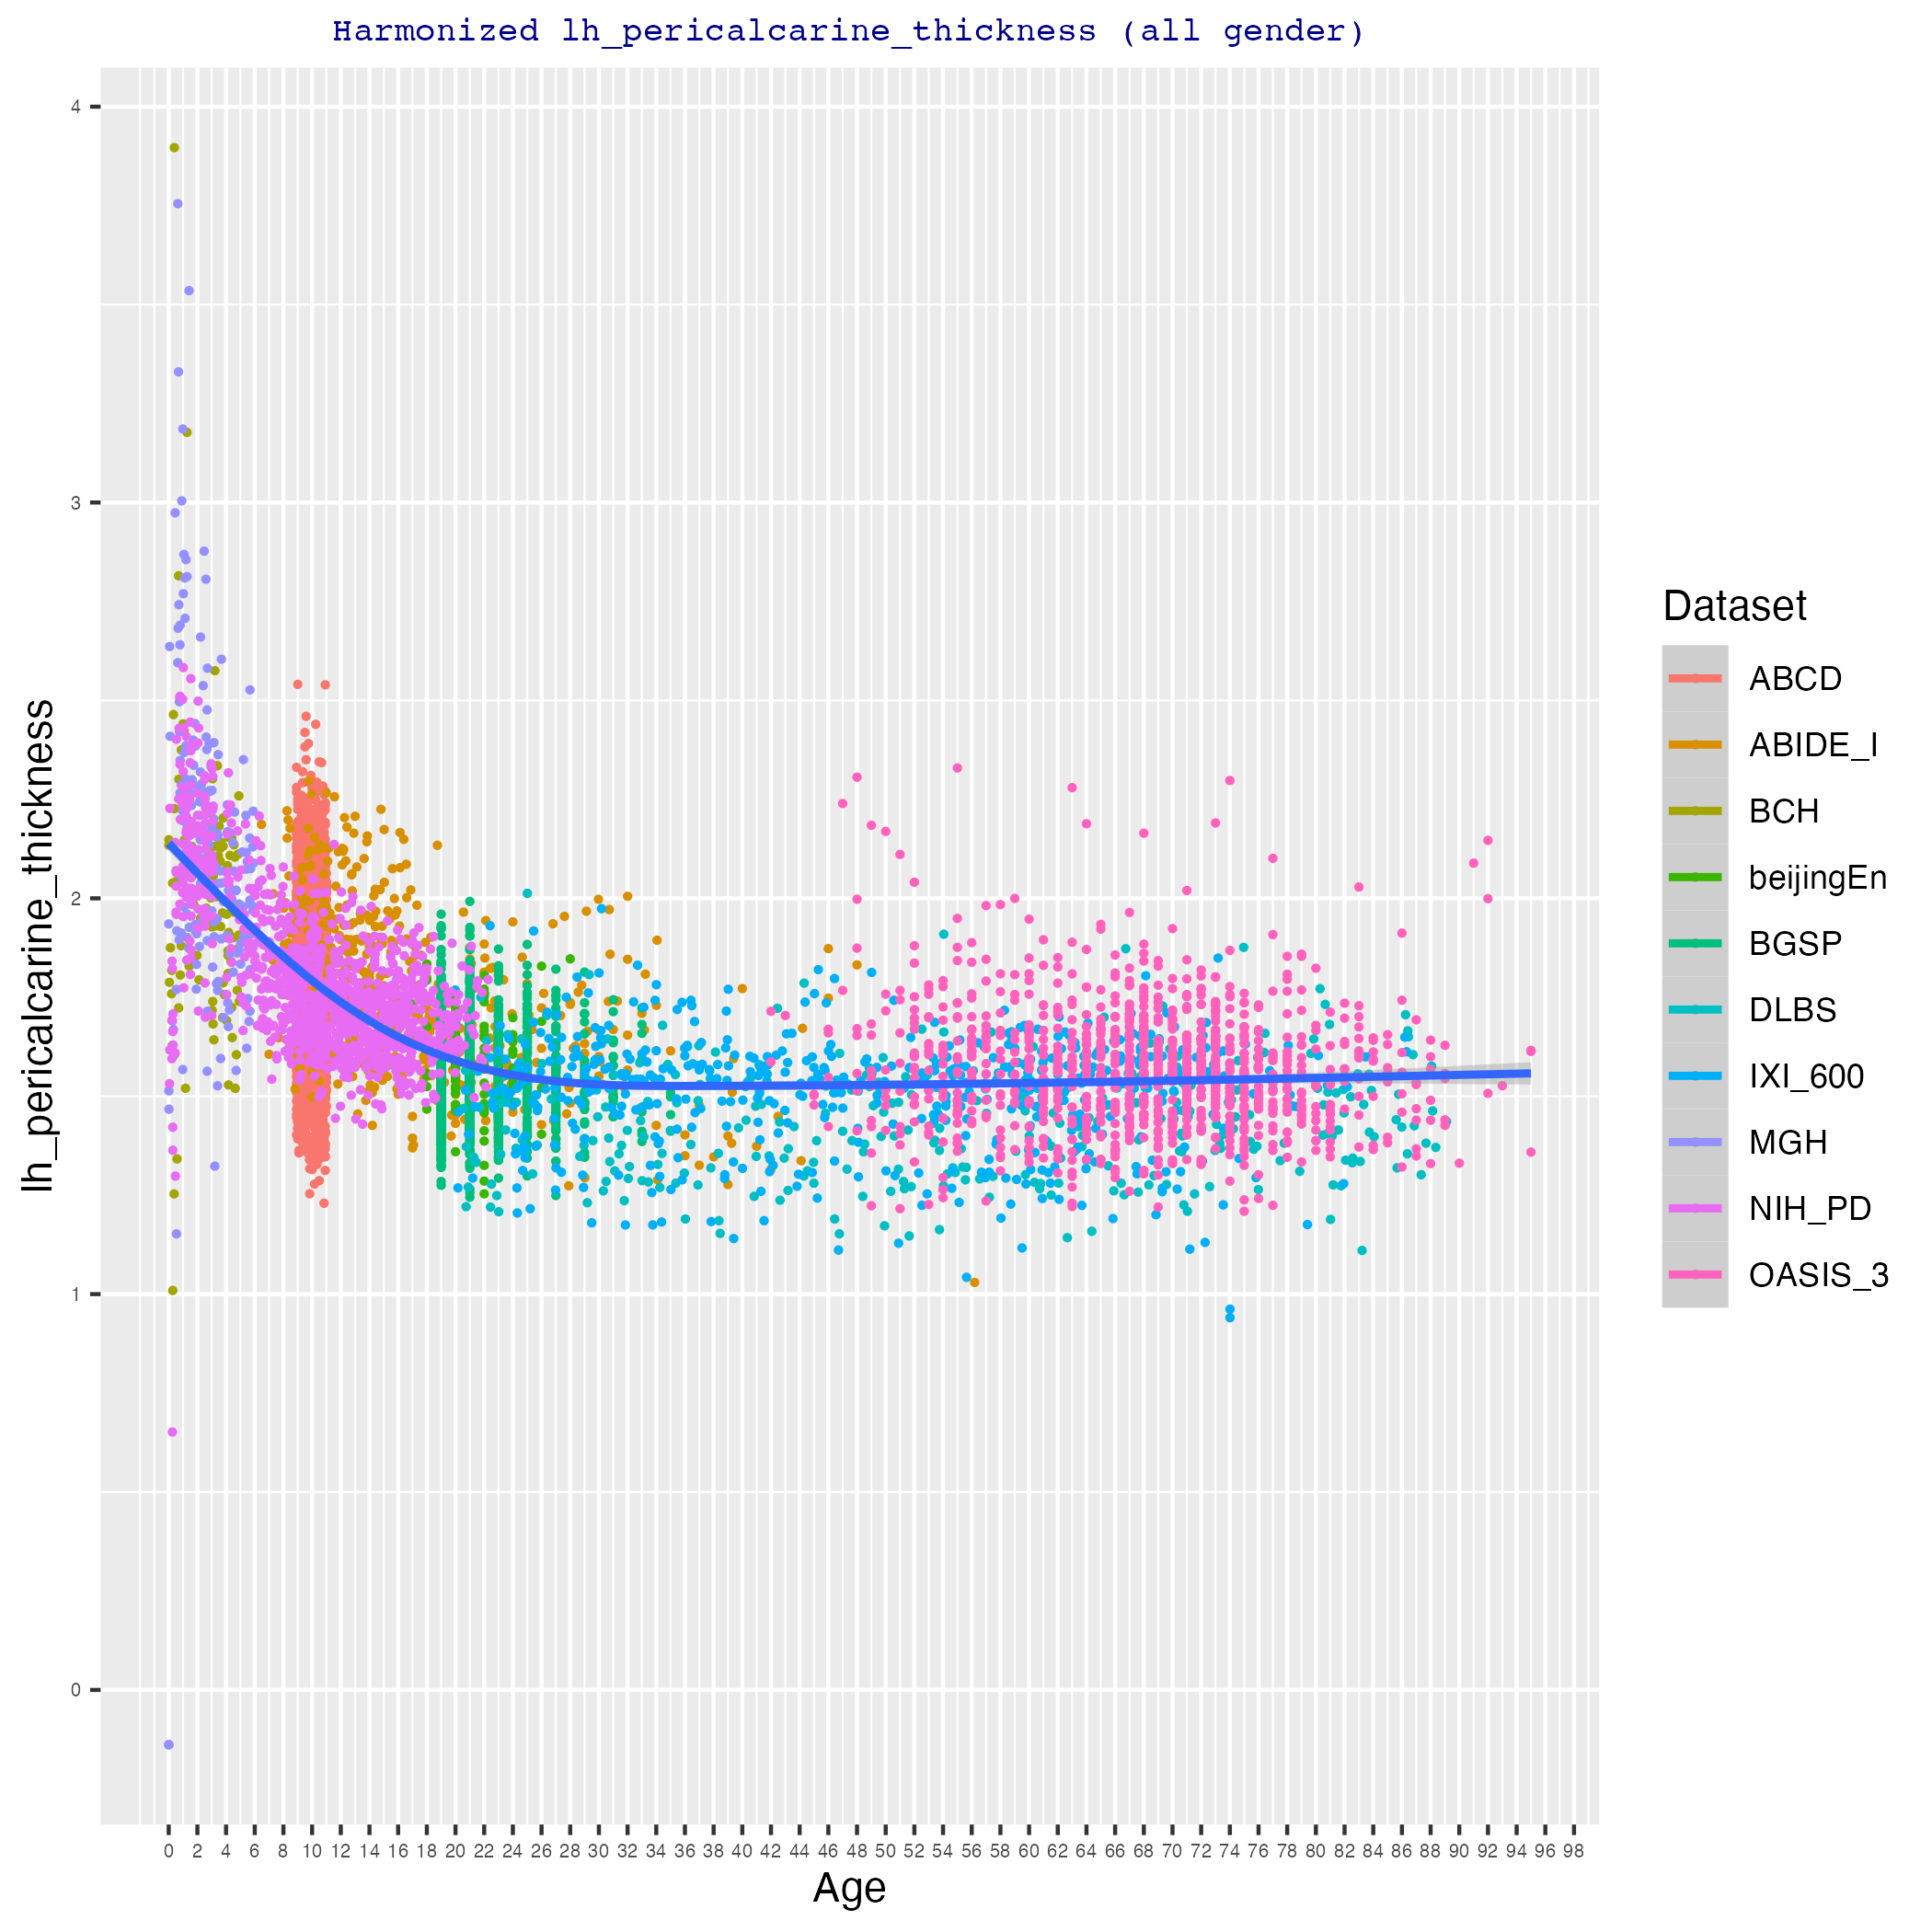 Harmonized lh_pericalcarine_thickness (all gender)
lh_pericalcarine_thickness
4
3
2
1
0
0 2 4 6 8 10 12 14 16 18 20 22 24 26 28 30 32 34 36 38 40 42 44 46 48 50 52 54 56 58 60 62 64 66 68 70 72 74 76 78 80 82 84 86 88 90 92 94 96 98
Age
Dataset
ABCD
ABIDE_I
BCH
beijingEn
BGSP
DLBS
IXI_600
MGH
NIH_PD
OASIS_3